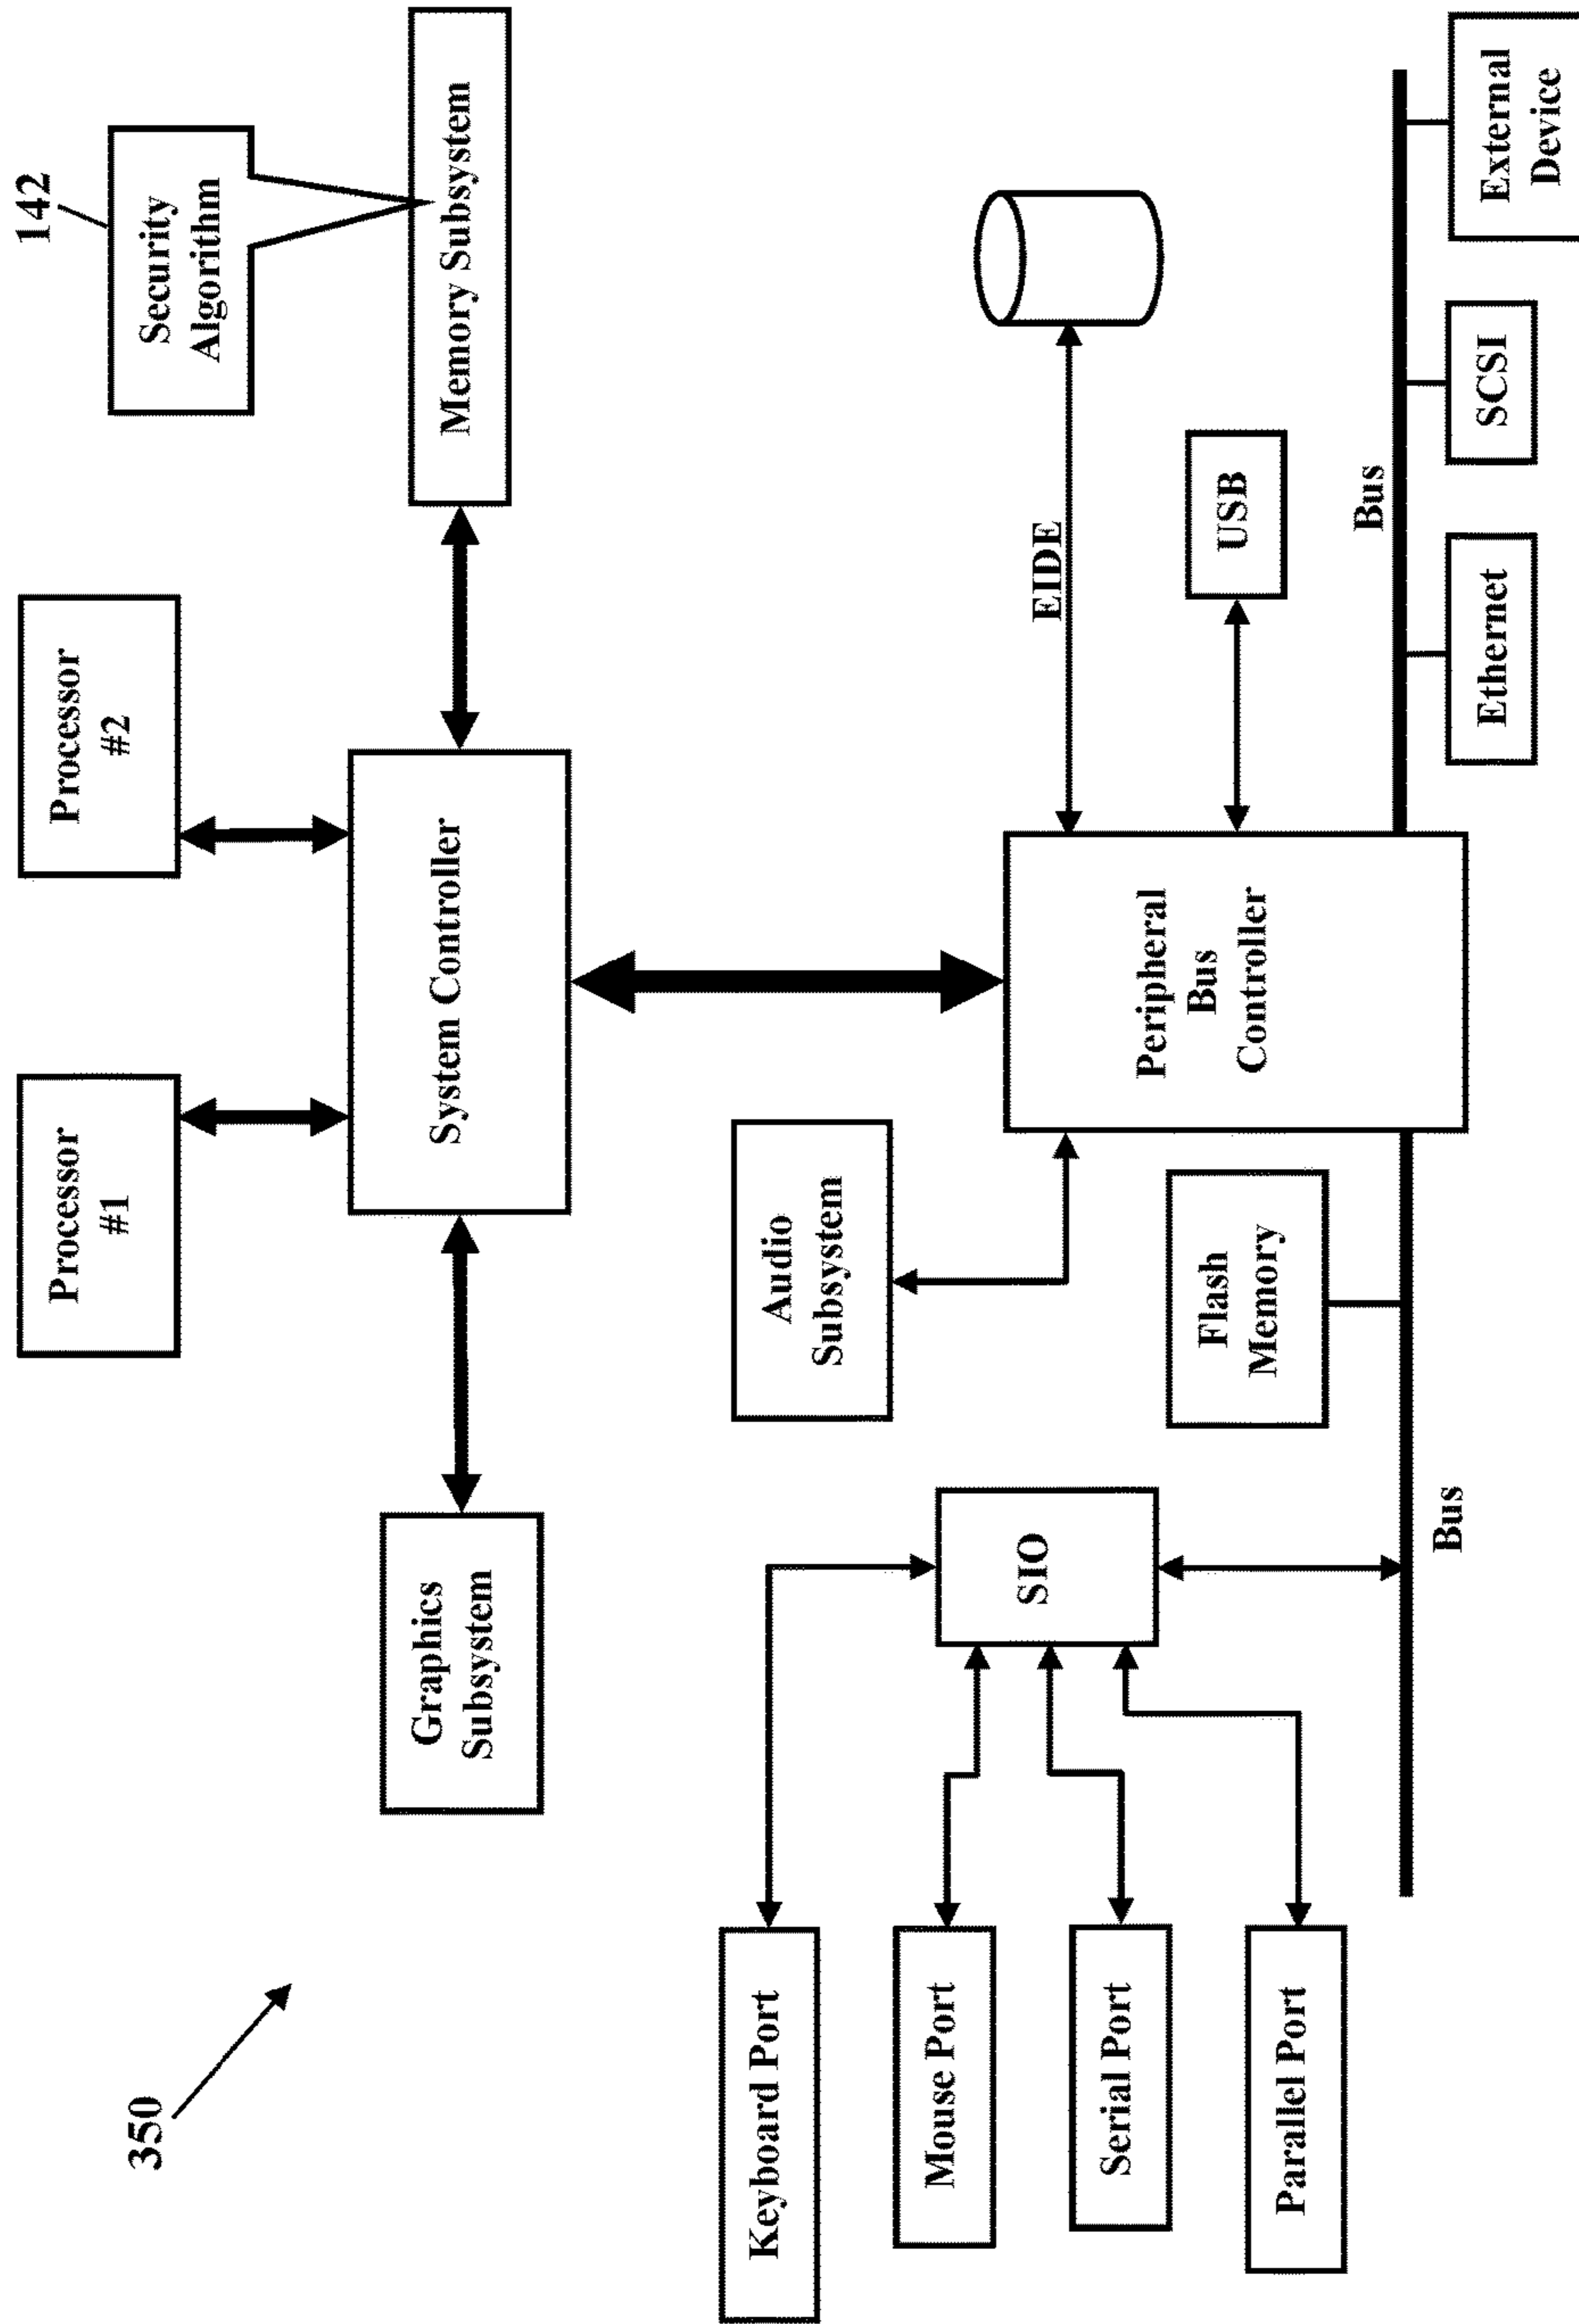 350
142
Security
Algorithm
Processor
#1
Processor
#2
Graphics
Subsystem
System Controller
Memory Subsystem
Keyboard Port
Mouse Port
Serial Port
Parallel Port
SIO
Audio
Subsystem
Flash
Memory
Peripheral
Bus
Controller
EIDE
USB
Bus
Bus
Ethernet
SCSI
External
Device